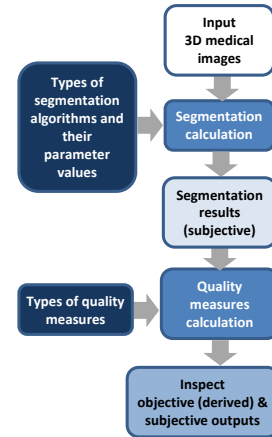 Input
3D medical
images
Types of
segmentation
algorithms and
their
parameter
values
Segmentation
calculation
Segmentation
results
(subjective)
Types of quality
measures
Quality
measures
calculation
Inspect
objective (derived) &
subjective outputs